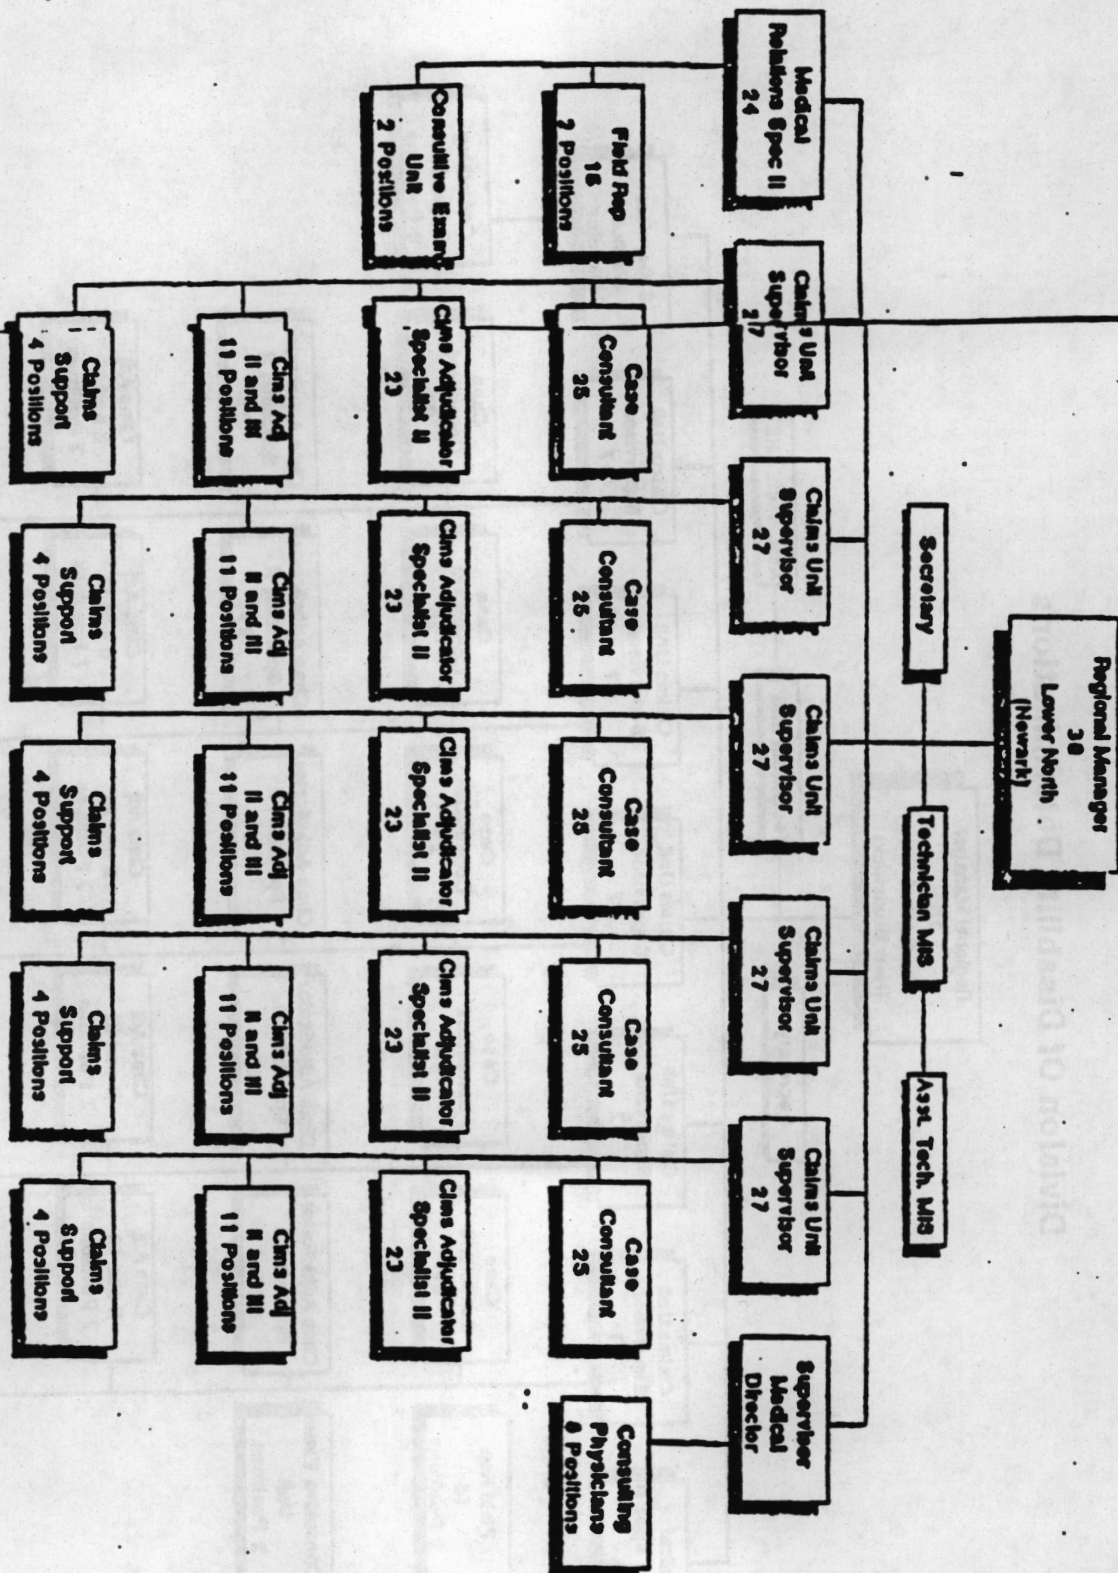 Regional Manager
Lower North
(Newark)
Secretary
Technician MIS
Asst. Tech. MIS
Medical
Relations Spec II
24
Claims Unit
Supervisor
27
Claims Unit
Supervisor
27
Claims Unit
Supervisor
27
Claims Unit
Supervisor
27
Claims Unit
Supervisor
27
Supervisor
Medical
Director
Field Rep
2 Positions
Case
Consultant
25
Case
Consultant
25
Case
Consultant
25
Case
Consultant
25
Case
Consultant
25
Consulting
Physicians
Positions
Consultive Exam
Unit
2 Positions
Clms Adjudicator
Specialist II
23
Clms Adjudicator
Specialist II
23
Clms Adjudicator
Specialist II
23
Clms Adjudicator
Specialist II
23
Clms Adjudicator
Specialist II
23
Clms Adj
II and III
11 Positions
Clms Adj
II and III
11 Positions
Clms Adj
II and III
11 Positions
Clms Adj
II and III
11 Positions
Clms Adj
II and III
11 Positions
Claims
Support
4 Positions
Claims
Support
4 Positions
Claims
Support
4 Positions
Claims
Support
4 Positions
Claims
Support
4 Positions